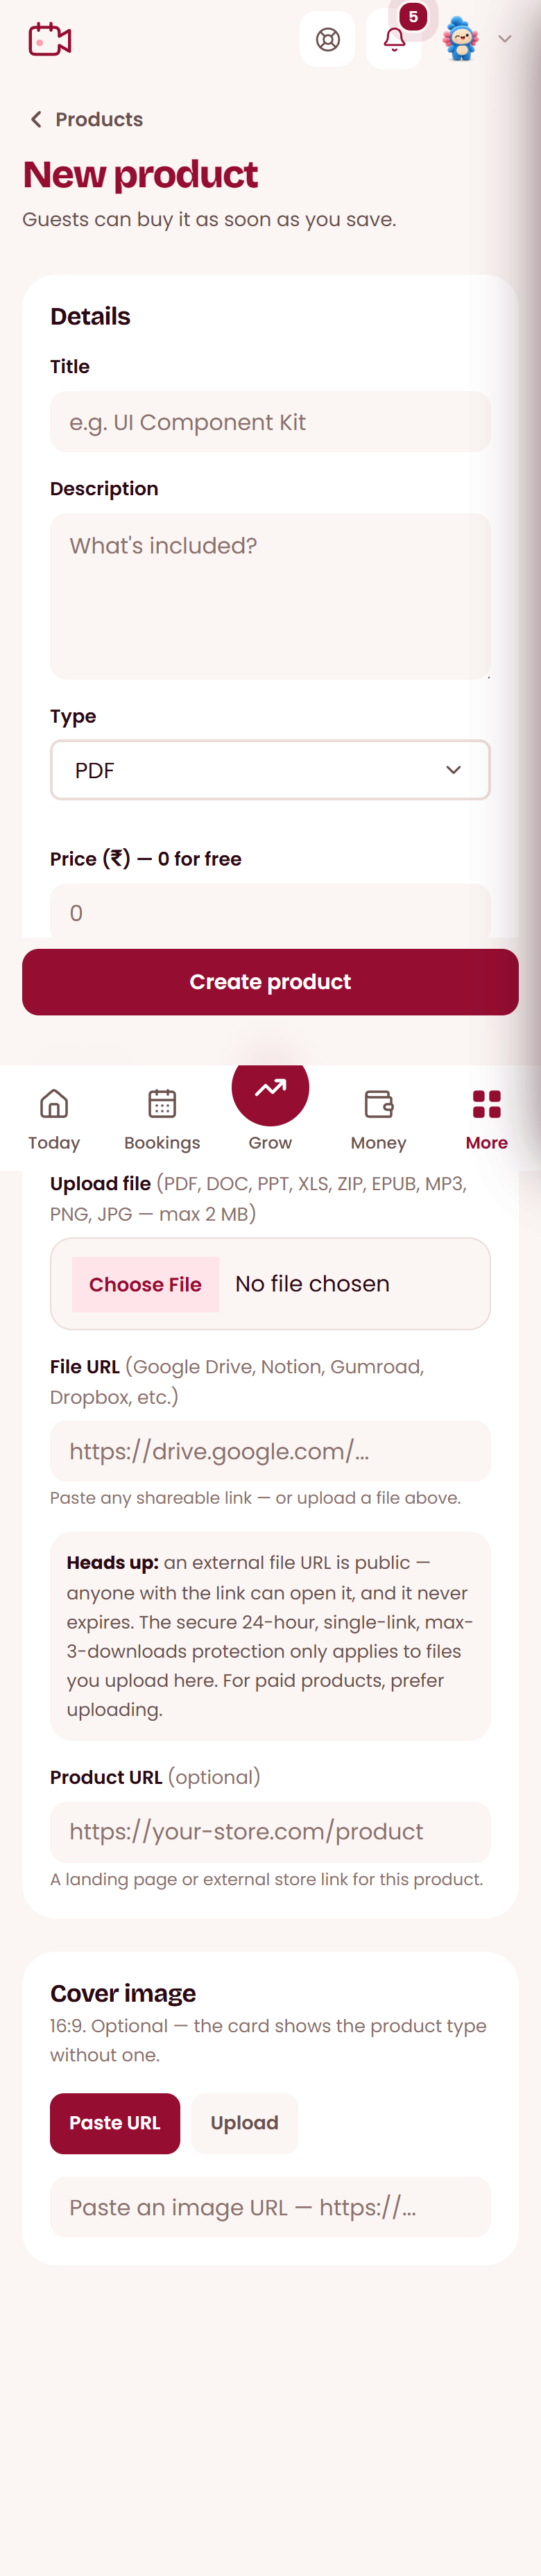 5
Products
New product
Guests can buy it as soon as you save.
Details
Title
e.g. UI Component Kit
Description
What's included?
Type
PDF
Price (₹) — 0 for free
0
Create product
Today
Bookings
Grow
Money
More
Upload file (PDF, DOC, PPT, XLS, ZIP, EPUB, MP3,
PNG, JPG — max 2 MB)
Choose File
No file chosen
File URL (Google Drive, Notion, Gumroad,
Dropbox, etc.)
https://drive.google.com/...
Paste any shareable link — or upload a file above.
Heads up: an external file URL is public —
anyone with the link can open it, and it never
expires. The secure 24-hour, single-link, max-
3-downloads protection only applies to files
you upload here. For paid products, prefer
uploading.
Product URL (optional)
https://your-store.com/product
A landing page or external store link for this product.
Cover image
16:9. Optional — the card shows the product type
without one.
Paste URL
Upload
Paste an image URL — https://...